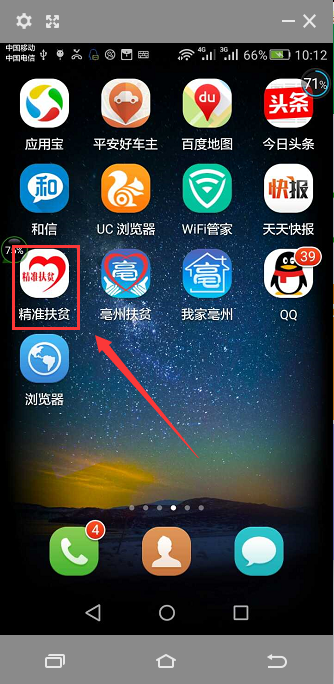 中国移动
中国电信
4G
3G
66%
10:12
71%
头条
du
应用宝
平安好车主
百度地图
今日头条
和
快报
和信
UC 浏览器
WiFi管家
天天快报
精准扶贫
亳
亳
39
精准扶贫
亳州扶贫
我家亳州
QQ
浏览器
4